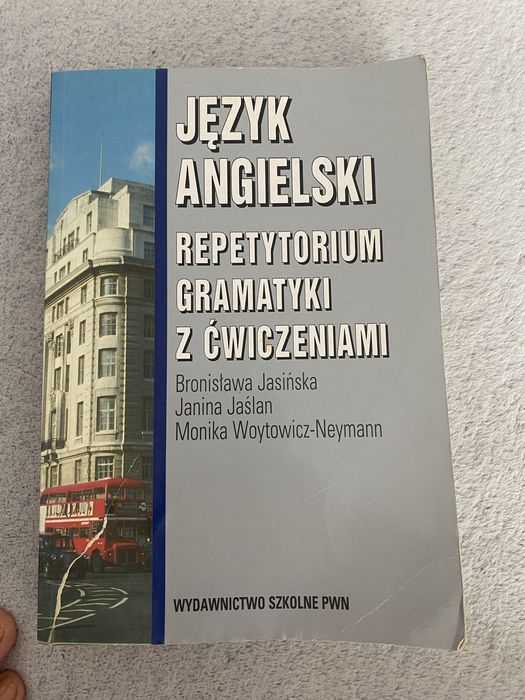 JĘZYK
ANGIELSKI
REPETYTORIUM
GRAMATYKI
Z ĆWICZENIAMI
Bronisława Jasińska
Janina Jaślan
Monika Woytowicz-Neymann
WYDAWNICTWO SZKOLNE PWN